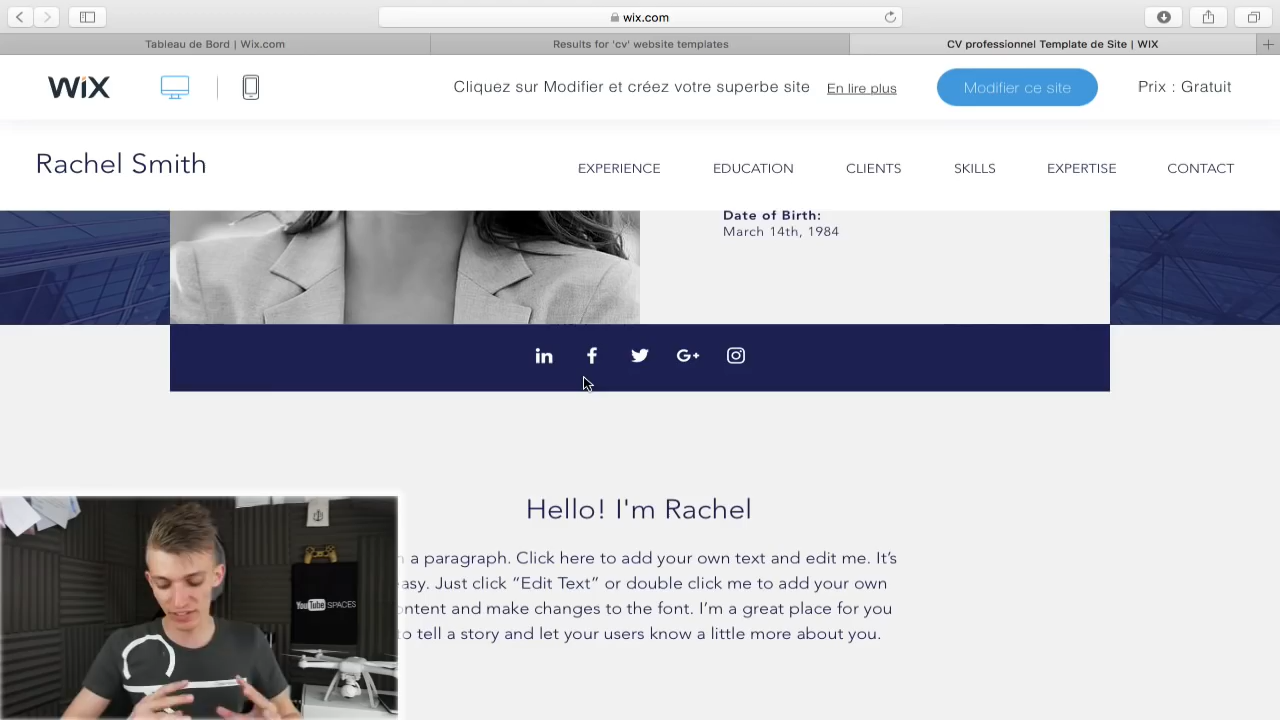 wix.com
Tableau de Bord | Wix.com
Results for 'cv' website templates
CV professionnel Template de Site | WIX
WiX
Cliquez sur Modifier et créez votre superbe site
En lire plus
Modifier ce site
Prix : Gratuit
Rachel Smith
EXPERIENCE
EDUCATION
CLIENTS
SKILLS
EXPERTISE
CONTACT
Date of Birth:
March 14th, 1984
in f G+
Hello! I'm Rachel
a paragraph. Click here to add your own text and edit me. It's
Just click “Edit Text” or double click me to add your own
and make changes to the font. I'm a great place for you
to tell a story and let your users know a little more about you.
YouTube SPACES